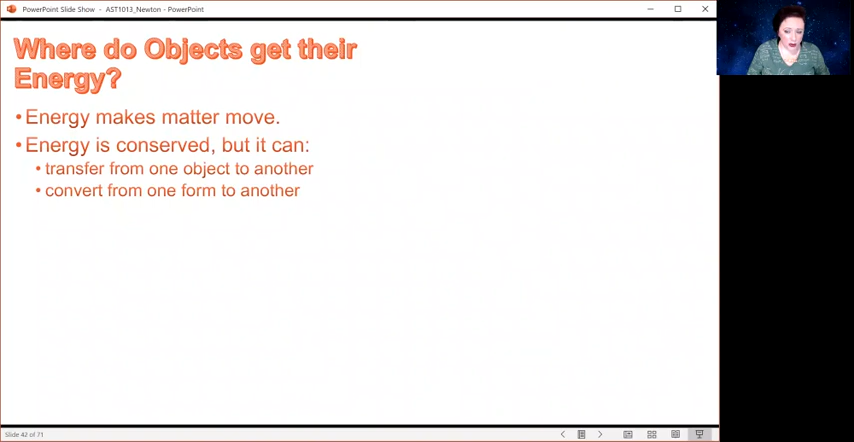 PowerPoint Slide Show - AST1013_Newton - PowerPoint
Where do Objects get their
Energy?
• Energy makes matter move.
• Energy is conserved, but it can:
• transfer from one object to another
• convert from one form to another
Slide 42 of 71